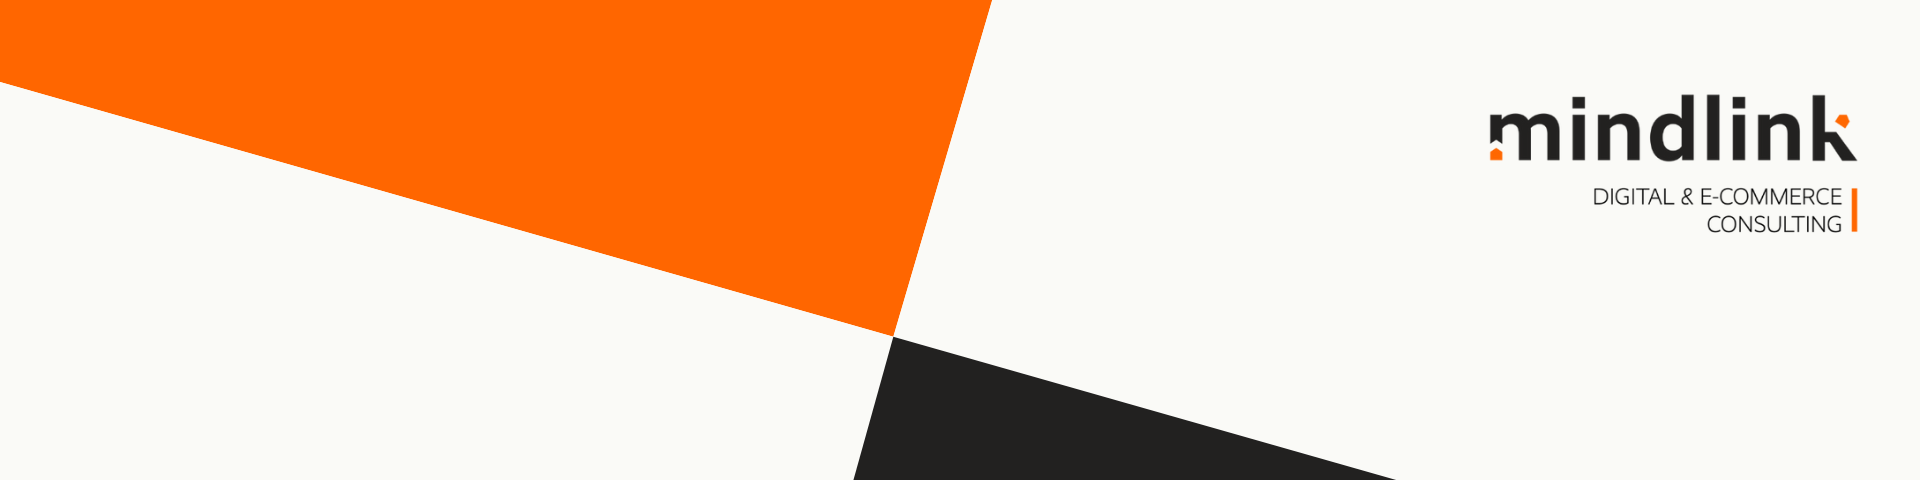 mindlink
DIGITAL & E-COMMERCE
CONSULTING